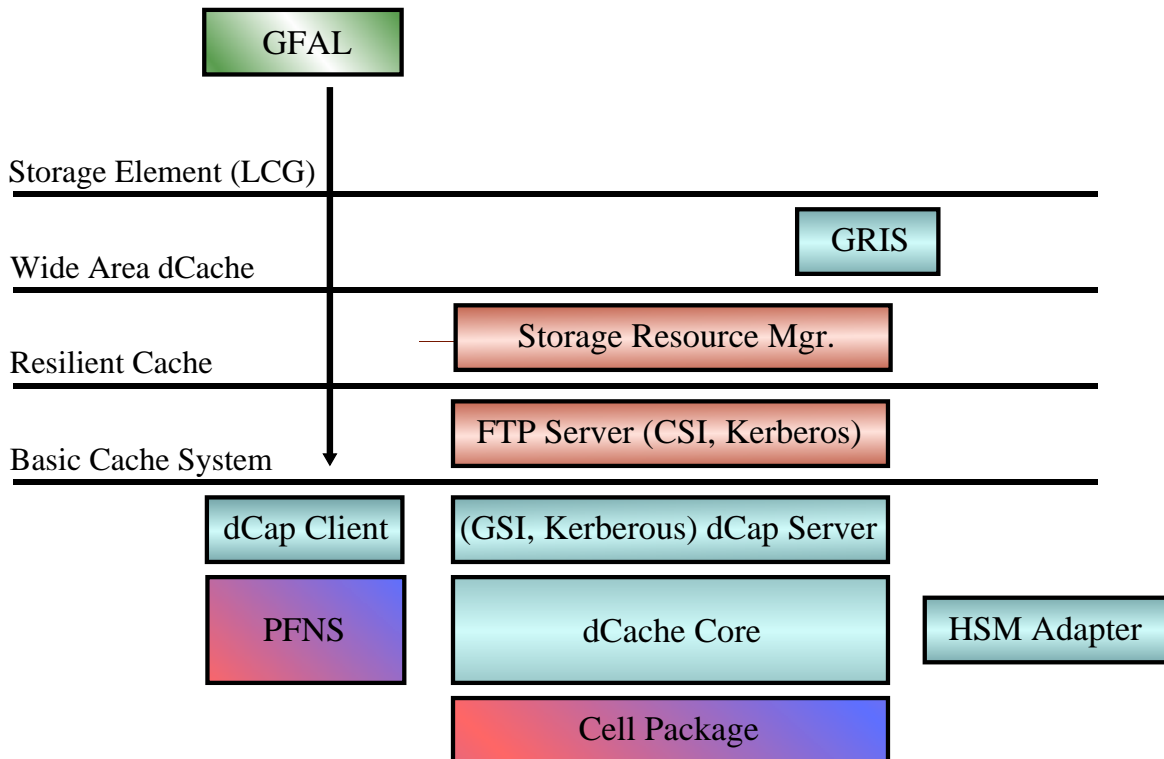 GFAL
Storage Element (LCG)
GRIS
Wide Area dCache
Storage Resource Mgr.
Resilient Cache
FTP Server (CSI, Kerberos)
Basic Cache System
dCap Client
(GSI, Kerberous) dCap Server
PFNS
dCache Core
HSM Adapter
Cell Package